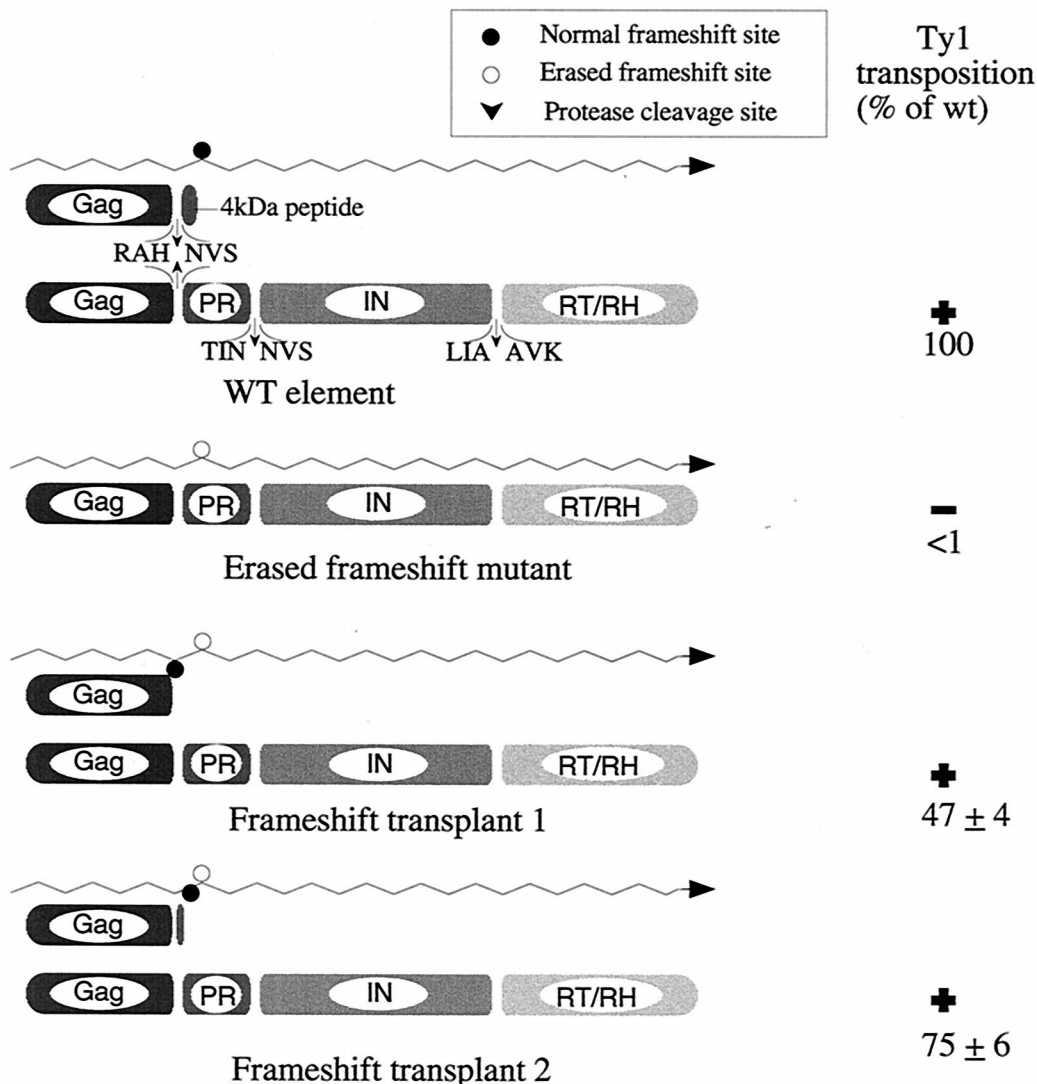 Normal frameshift site
Erased frameshift site
Protease cleavage site
Ty1
transposition
(% of wt)
Gag
4kDa peptide
RAH NVS
Gag PR IN RT/RH
TIN NVS LIA AVK
WT element
+
100
Gag PR IN RT/RH
Erased frameshift mutant
−
<1
Gag
Gag PR IN RT/RH
Frameshift transplant 1
+
47 ± 4
Gag
Gag PR IN RT/RH
Frameshift transplant 2
+
75 ± 6